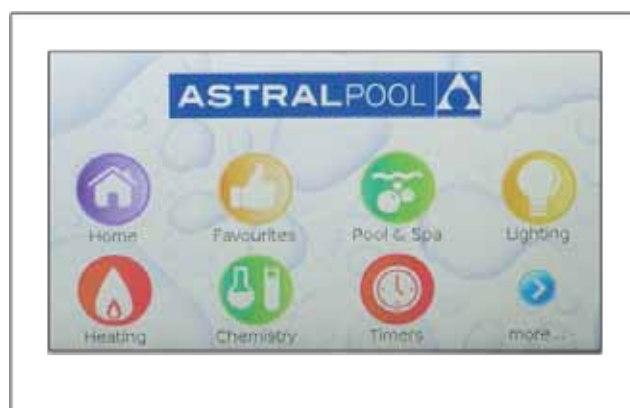 ASTRALPOOL
Home Favourites Pool & Spa Lighting
Heating Chemistry Timers more...